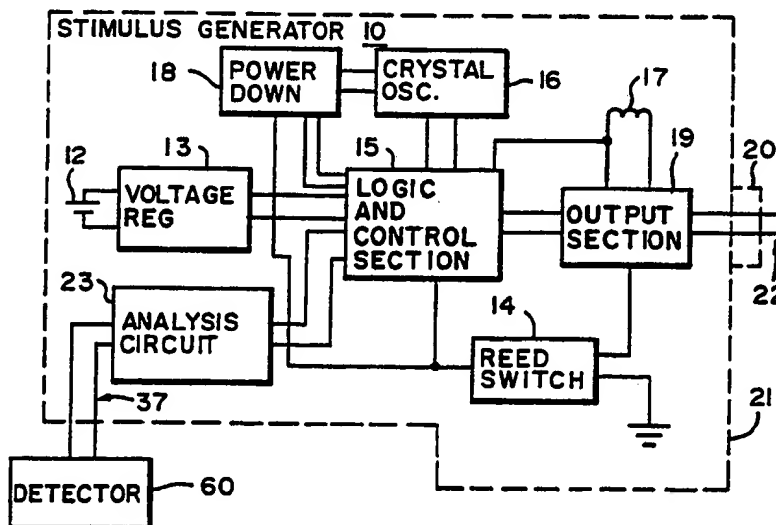 STIMULUS GENERATOR 10
18
POWER
DOWN
CRYSTAL
OSC.
16
17
12
13
VOLTAGE
REG
15
LOGIC
AND
CONTROL
SECTION
19
OUTPUT
SECTION
20
22
23
ANALYSIS
CIRCUIT
14
REED
SWITCH
21
37
DETECTOR
60